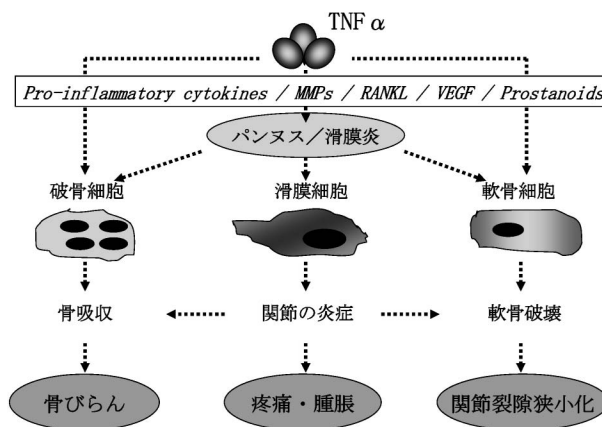 TNF α
Pro-inflammatory cytokines / MMPs / RANKL / VEGF / Prostanoids
パンヌス／滑膜炎
破骨細胞 滑膜細胞 軟骨細胞
骨吸収 関節の炎症 軟骨破壊
骨びらん 疼痛・腫脹 関節裂隙狭小化